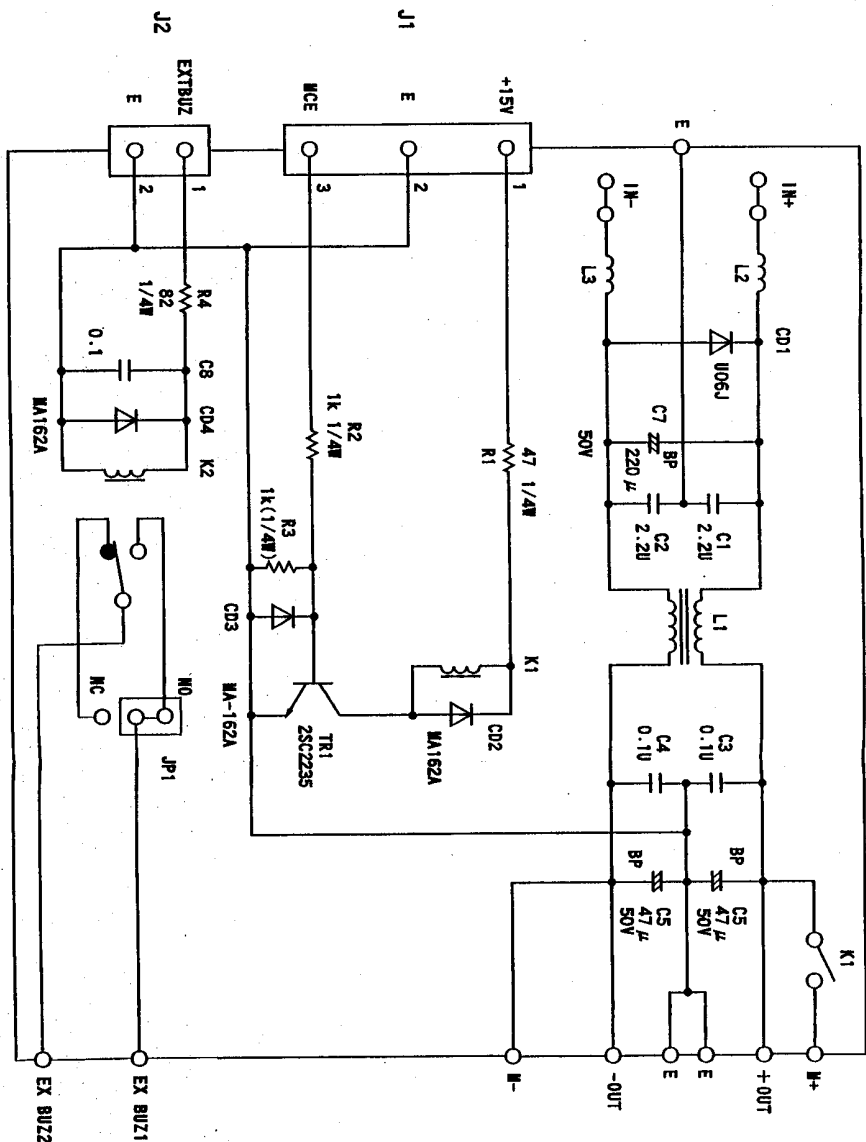 J1
J2
+15V
E
MCE
EXTBUZ
E
1
2
3
1
2
E
IN+
IN-
L2
L3
CD1
U06J
C7
BP
220μ
50V
C1
2.2U
C2
2.2U
L1
C3
0.1U
C4
0.1U
BP
C5
47μ
50V
BP
C5
47μ
50V
K1
M+
+OUT
E
E
-OUT
M-
47 1/4W
R1
K1
CD2
MA162A
R2
1k 1/4W
R3
1k(1/4W)
CD3
MA-162A
TR1
2SC2235
R4
82
1/4W
C8
0.1
CD4
MA162A
K2
NO
NC
JP1
EX BUZ1
EX BUZ2